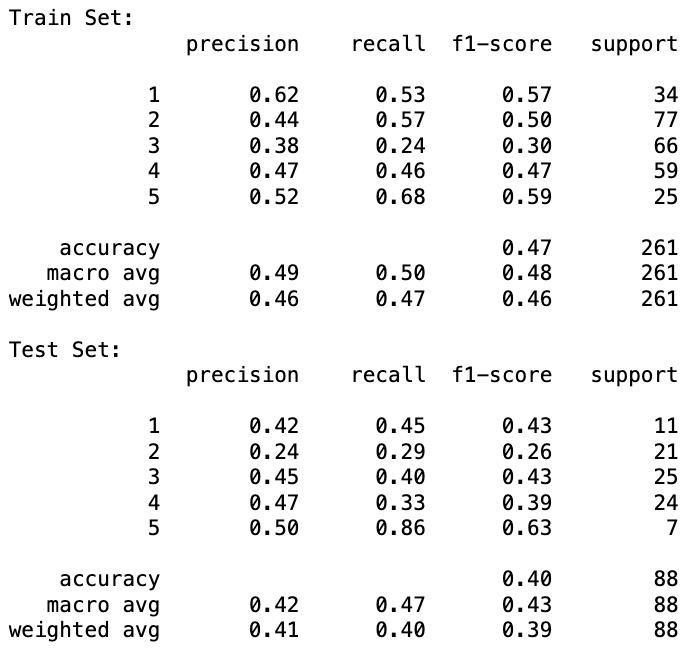 Train Set:
precision recall f1-score support
1 0.62 0.53 0.57 34
2 0.44 0.57 0.50 77
3 0.38 0.24 0.30 66
4 0.47 0.46 0.47 59
5 0.52 0.68 0.59 25
accuracy 0.47 261
macro avg 0.49 0.50 0.48 261
weighted avg 0.46 0.47 0.46 261
Test Set:
precision recall f1-score support
1 0.42 0.45 0.43 11
2 0.24 0.29 0.26 21
3 0.45 0.40 0.43 25
4 0.47 0.33 0.39 24
5 0.50 0.86 0.63 7
accuracy 0.40 88
macro avg 0.42 0.47 0.43 88
weighted avg 0.41 0.40 0.39 88